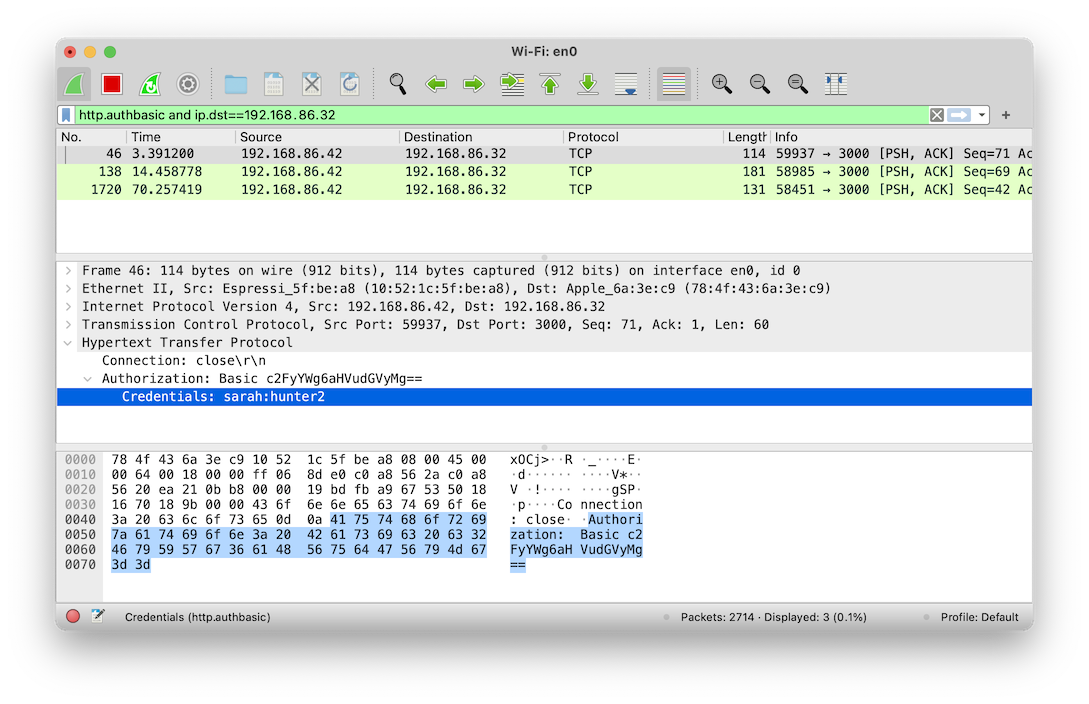 Wi-Fi: en0
http.authbasic and ip.dst==192.168.86.32
No. Time Source Destination Protocol Length Info
46 3.391200 192.168.86.42 192.168.86.32 TCP 114 59937 → 3000 [PSH, ACK] Seq=71 Ac
138 14.458778 192.168.86.42 192.168.86.32 TCP 181 58985 → 3000 [PSH, ACK] Seq=69 Ac
1720 70.257419 192.168.86.42 192.168.86.32 TCP 131 58451 → 3000 [PSH, ACK] Seq=42 Ac
Frame 46: 114 bytes on wire (912 bits), 114 bytes captured (912 bits) on interface en0, id 0
Ethernet II, Src: Espressi_5f:be:a8 (10:52:1c:5f:be:a8), Dst: Apple_6a:3e:c9 (78:4f:43:6a:3e:c9)
Internet Protocol Version 4, Src: 192.168.86.42, Dst: 192.168.86.32
Transmission Control Protocol, Src Port: 59937, Dst Port: 3000, Seq: 71, Ack: 1, Len: 60
Hypertext Transfer Protocol
Connection: close\r\n
Authorization: Basic c2FyYWg6aHVudGVyMg==
Credentials: sarah:hunter2
0000 78 4f 43 6a 3e c9 10 52 1c 5f be a8 08 00 45 00 xOCj>··R ·_····E·
0010 00 64 00 18 00 00 ff 06 8d e0 c0 a8 56 2a c0 a8 ·d······ ····V*··
0020 56 20 ea 21 0b b8 00 00 19 bd fb a9 67 53 50 18 V ·!···· ····gSP·
0030 16 70 18 9b 00 00 43 6f 6e 6e 65 63 74 69 6f 6e ·p····Co nnection
0040 3a 20 63 6c 6f 73 65 0d 0a 41 75 74 68 6f 72 69 : close· ·Authori
0050 7a 61 74 69 6f 6e 3a 20 42 61 73 69 63 20 63 32 zation: Basic c2
0060 46 79 59 57 67 36 61 48 56 75 64 47 56 79 4d 67 FyYWg6aH VudGVyMg
0070 3d 3d ==
Credentials (http.authbasic) Packets: 2714 · Displayed: 3 (0.1%) Profile: Default